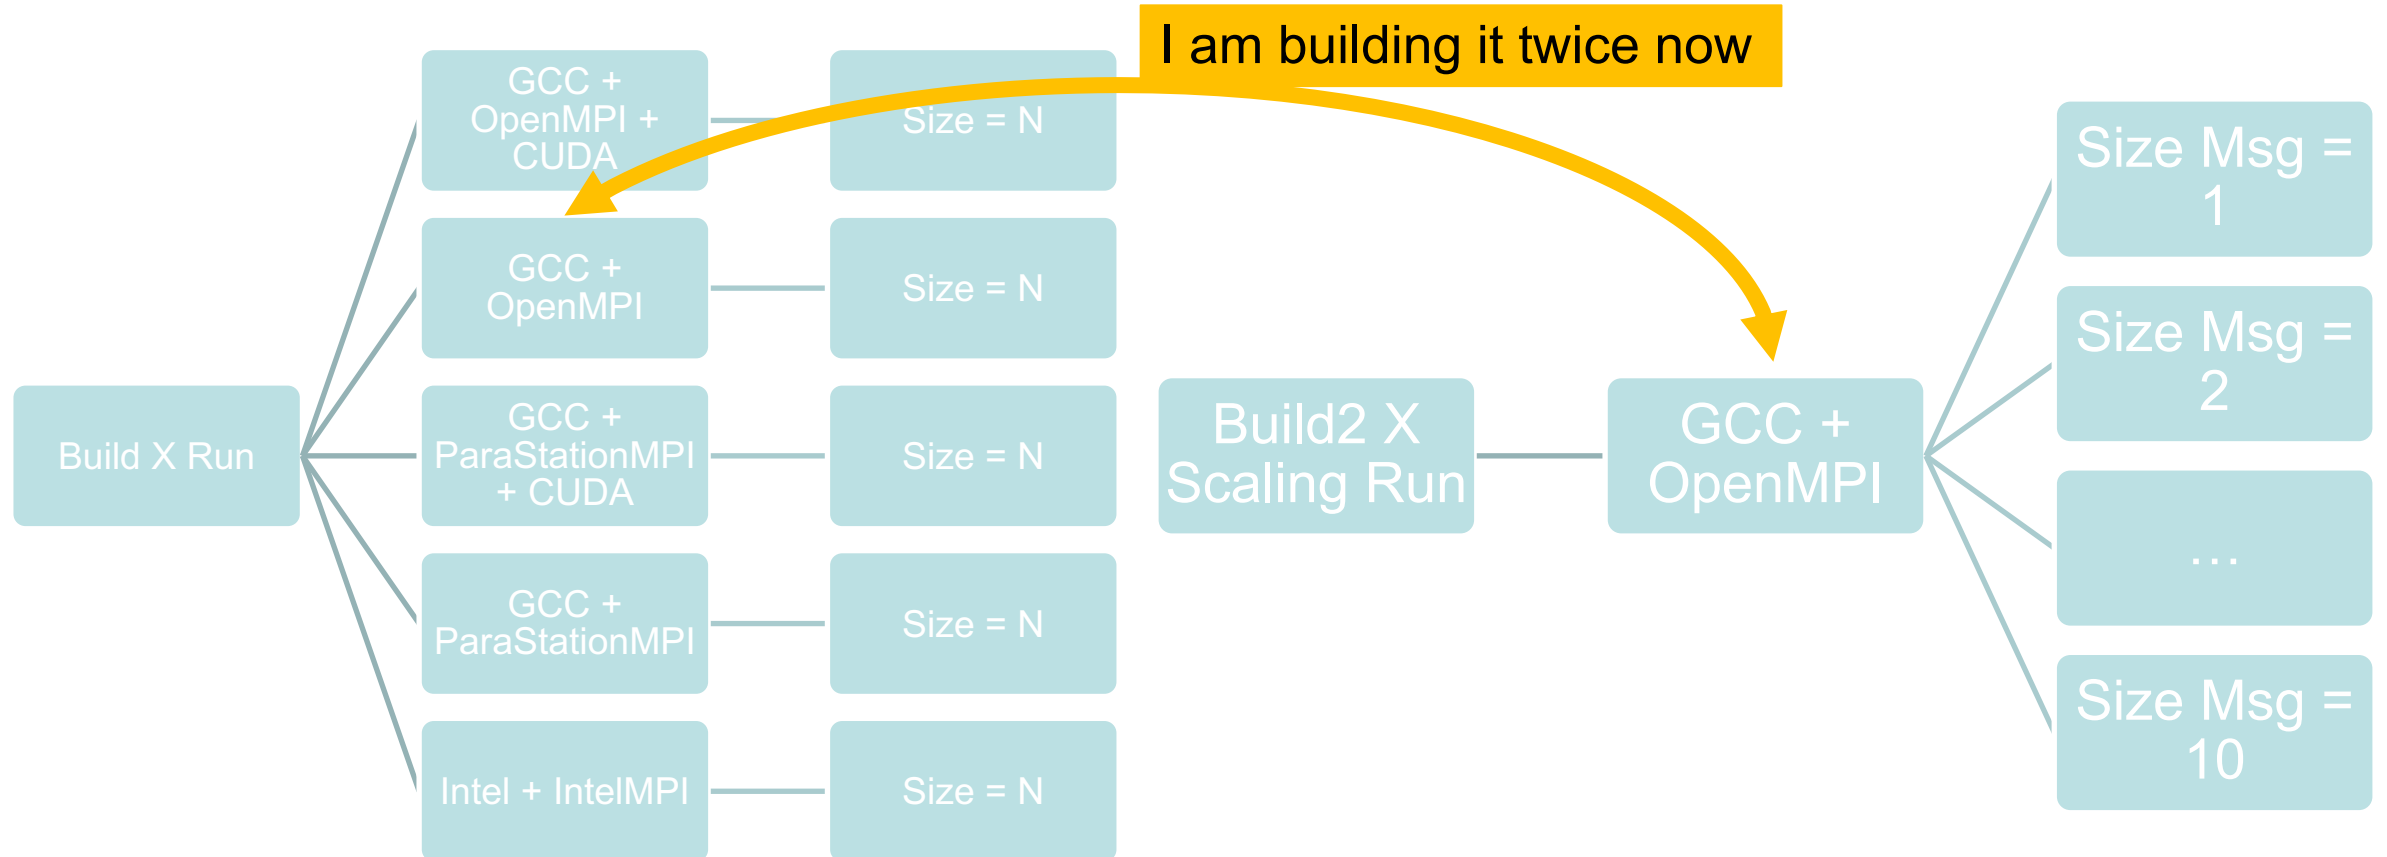 I am building it twice now
Build X Run
GCC +
OpenMPI +
CUDA
Size = N
GCC +
OpenMPI
Size = N
GCC +
ParaStationMPI
+ CUDA
Size = N
GCC +
ParaStationMPI
Size = N
Intel + IntelMPI
Size = N
Build2 X
Scaling Run
GCC +
OpenMPI
Size Msg =
1
Size Msg =
2
...
Size Msg =
10